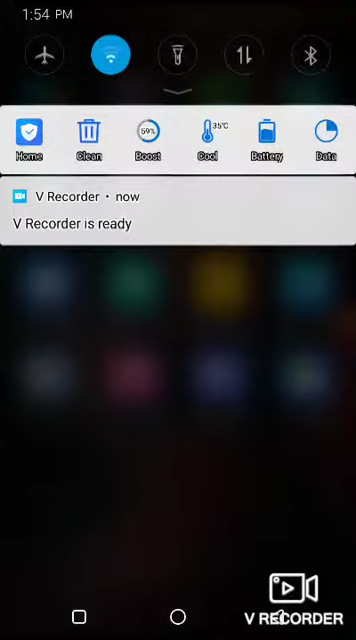 1:54 PM
59%
35°C
Home Clean Boost Cool Battery Data
V Recorder • now
V Recorder is ready
V RECORDER